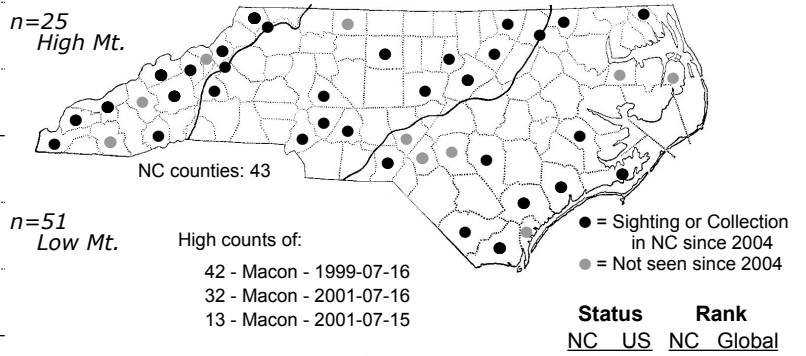 n=25
High Mt.
NC counties: 43
n=51
Low Mt.
High counts of:
42 - Macon - 1999-07-16
32 - Macon - 2001-07-16
13 - Macon - 2001-07-15
● = Sighting or Collection
in NC since 2004
● = Not seen since 2004
Status Rank
NC US NC Global